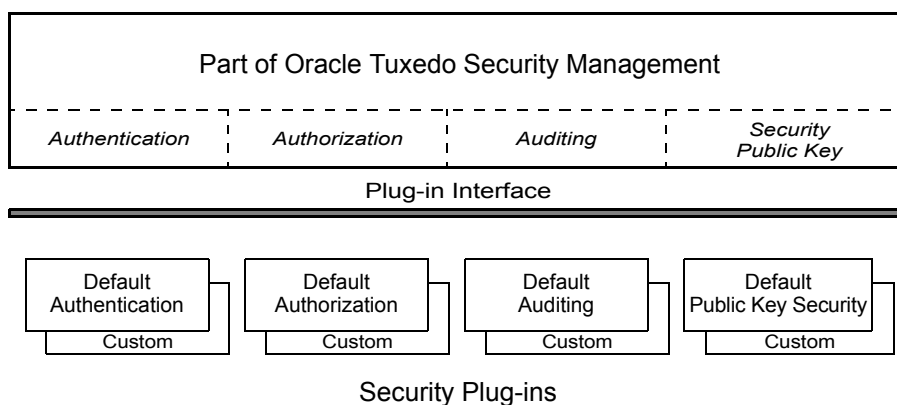 Part of Oracle Tuxedo Security Management
Authentication
Authorization
Auditing
Security
Public Key
Plug-in Interface
Default
Authentication
Custom
Default
Authorization
Custom
Default
Auditing
Custom
Default
Public Key Security
Custom
Security Plug-ins